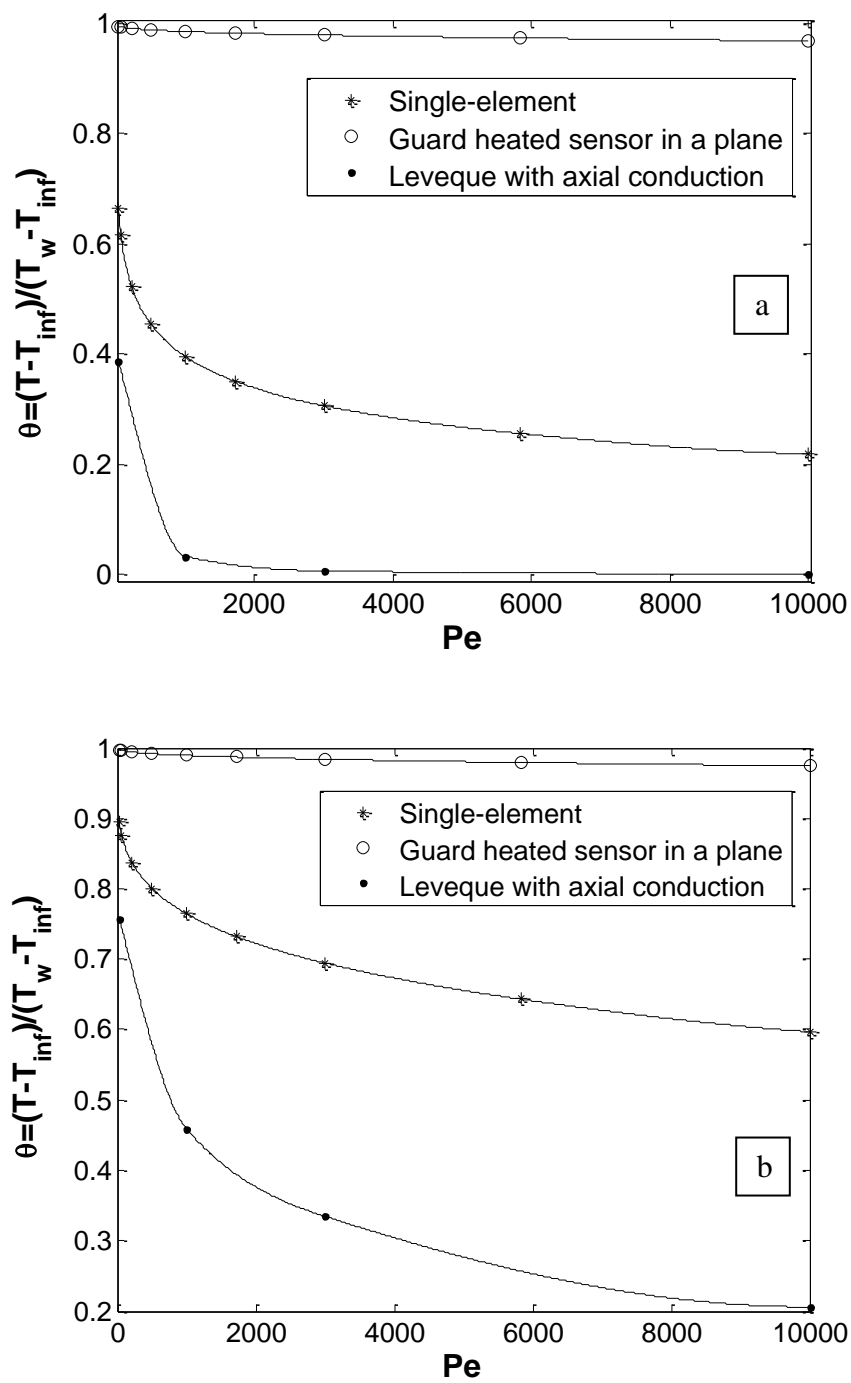 1
0.8
0.6
0.4
0.2
0
Single-element
Guard heated sensor in a plane
Leveque with axial conduction
a
θ=(T-T_inf)/(T_w-T_inf)
2000 4000 6000 8000 10000
Pe
1
0.9
0.8
0.7
0.6
0.5
0.4
0.3
0.2
Single-element
Guard heated sensor in a plane
Leveque with axial conduction
b
θ=(T-T_inf)/(T_w-T_inf)
0 2000 4000 6000 8000 10000
Pe